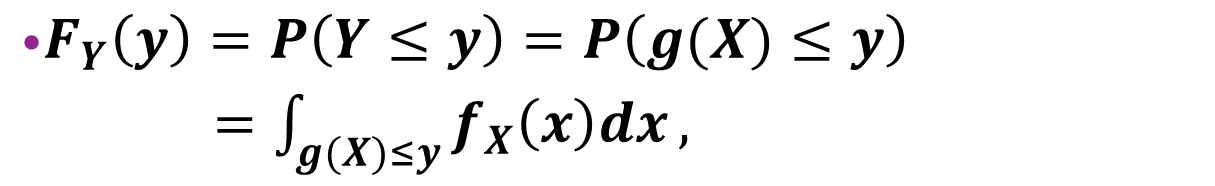 •F_Y(y) = P(Y ≤ y) = P(g(X) ≤ y)
= ∫_{g(X)≤y} f_X(x)dx,